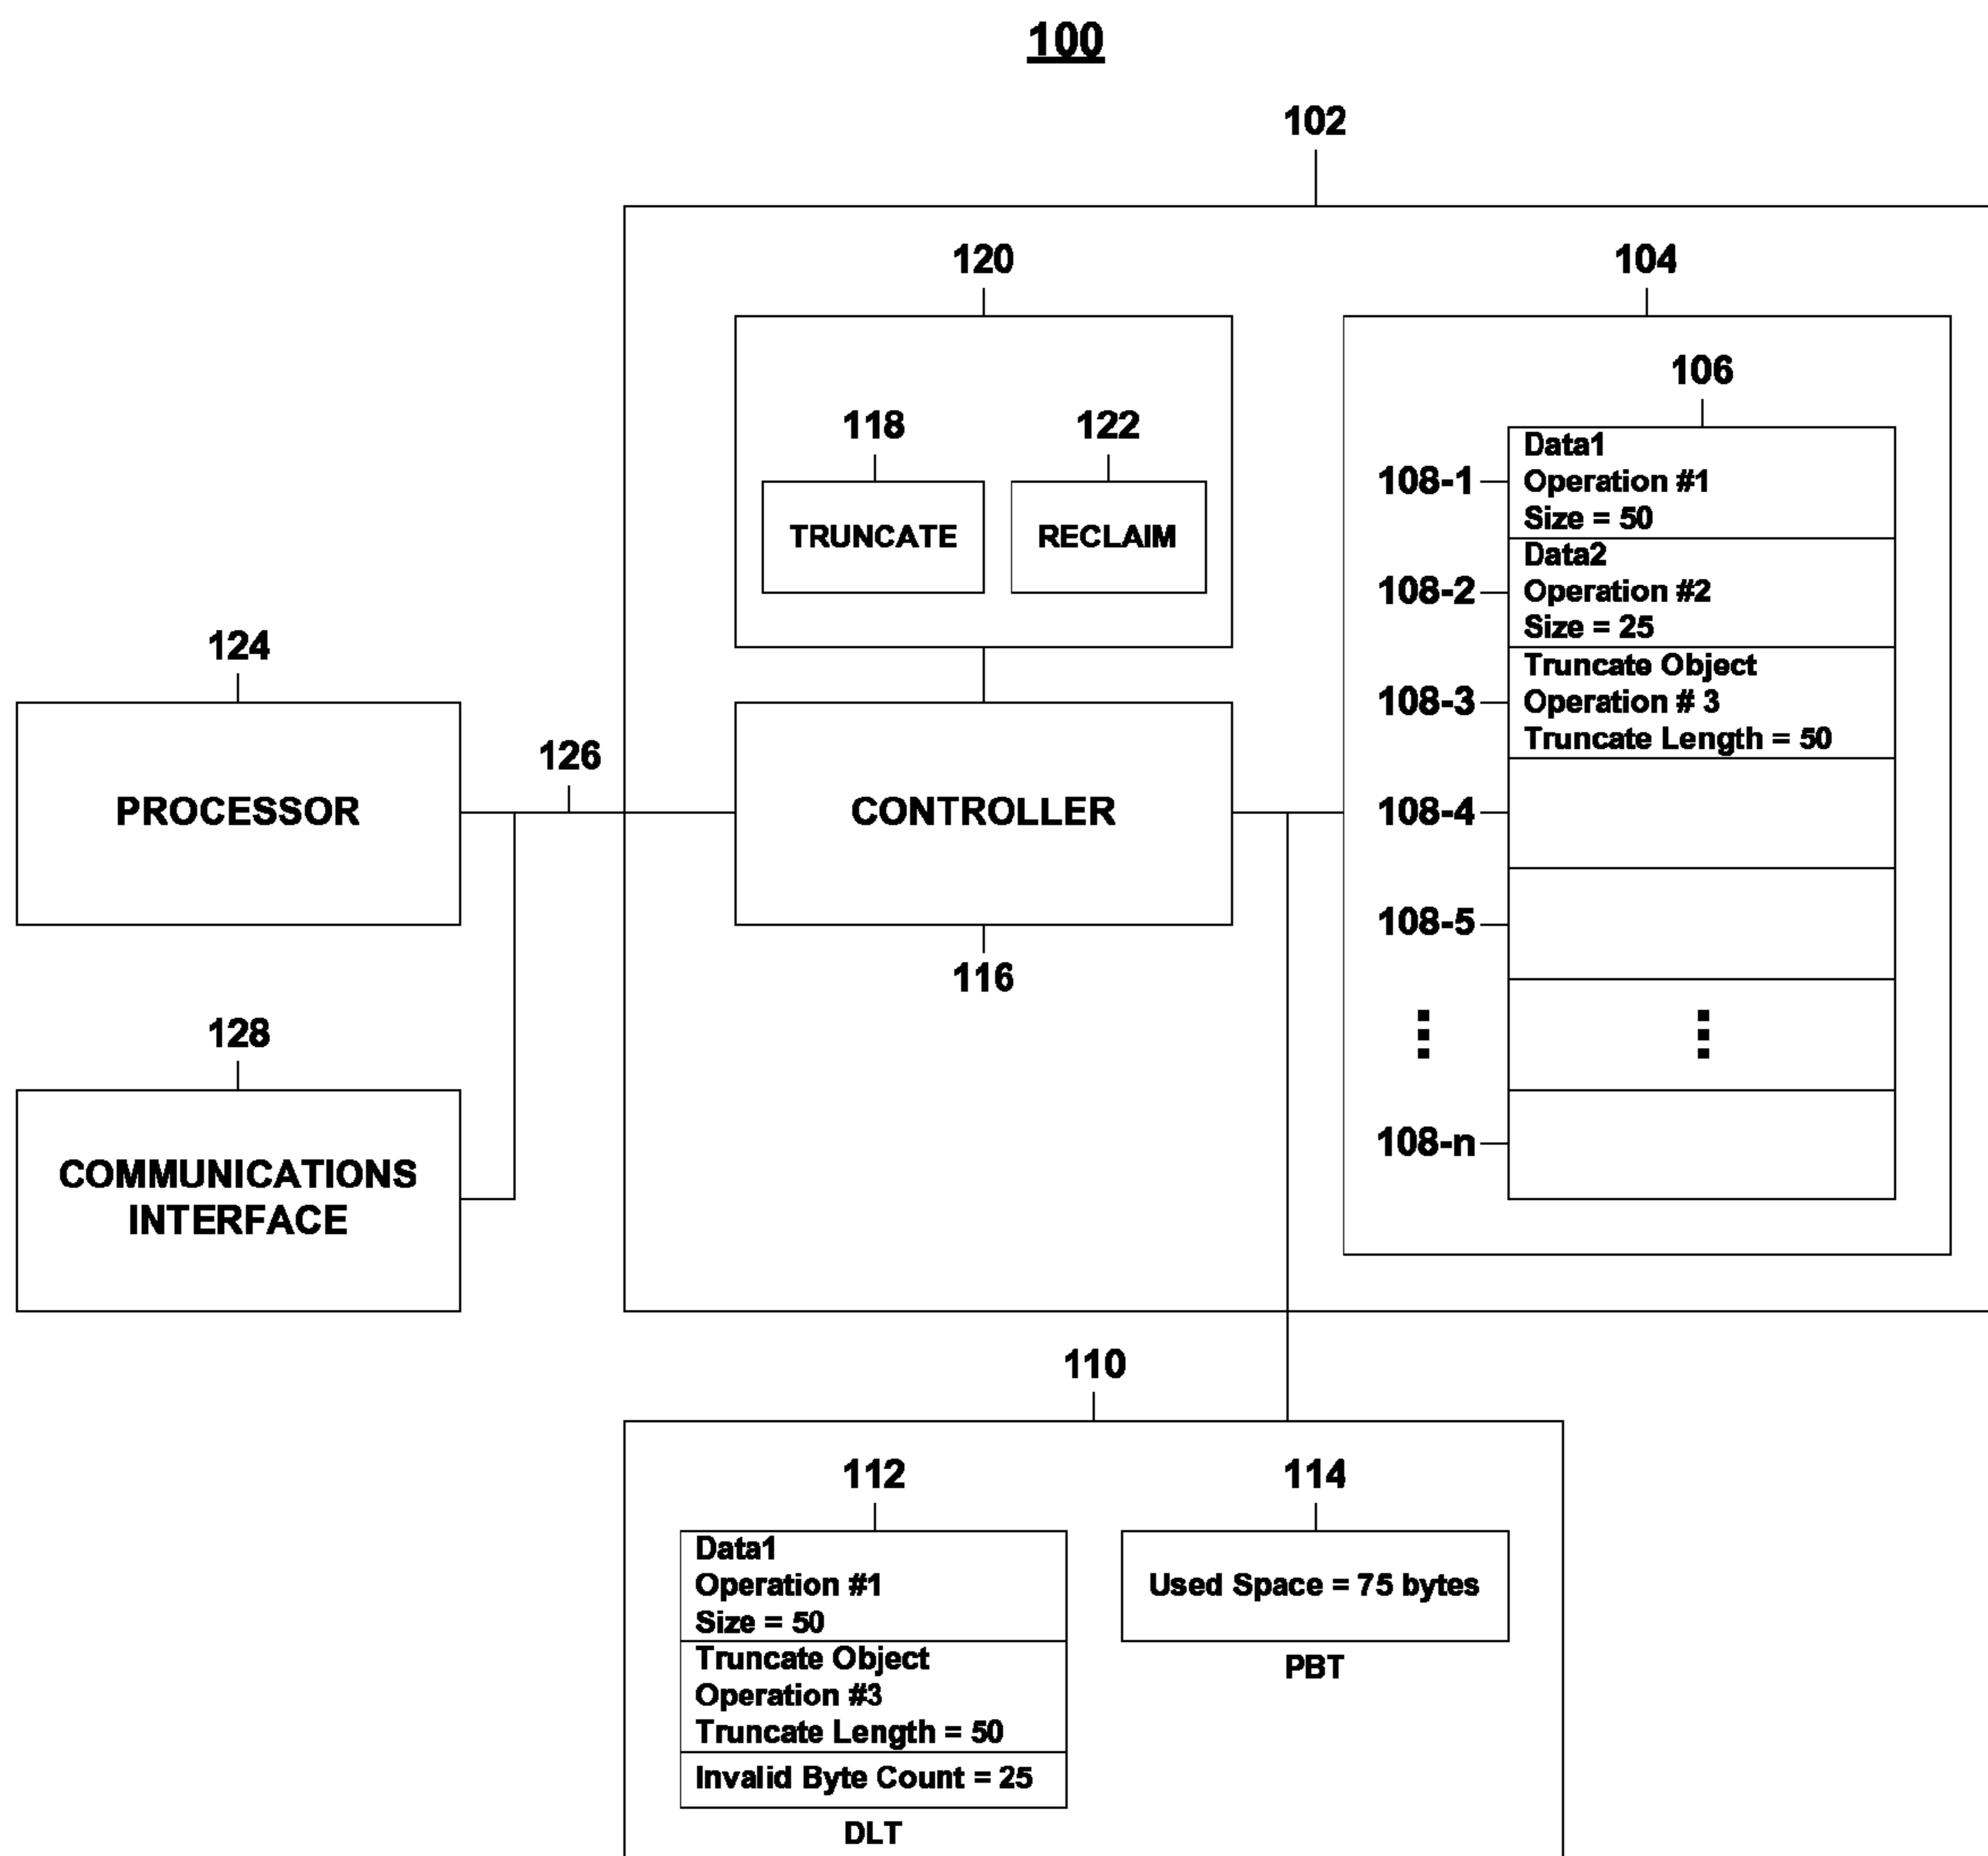 100
102
120
104
106
118
122
108-1
Data1
Operation #1
Size = 50
TRUNCATE
RECLAIM
108-2
Data2
Operation #2
Size = 25
124
108-3
Truncate Object
Operation # 3
Truncate Length = 50
126
PROCESSOR
CONTROLLER
108-4
108-5
116
128
108-n
COMMUNICATIONS
INTERFACE
110
112
114
Data1
Operation #1
Size = 50
Used Space = 75 bytes
Truncate Object
Operation #3
Truncate Length = 50
PBT
Invalid Byte Count = 25
DLT